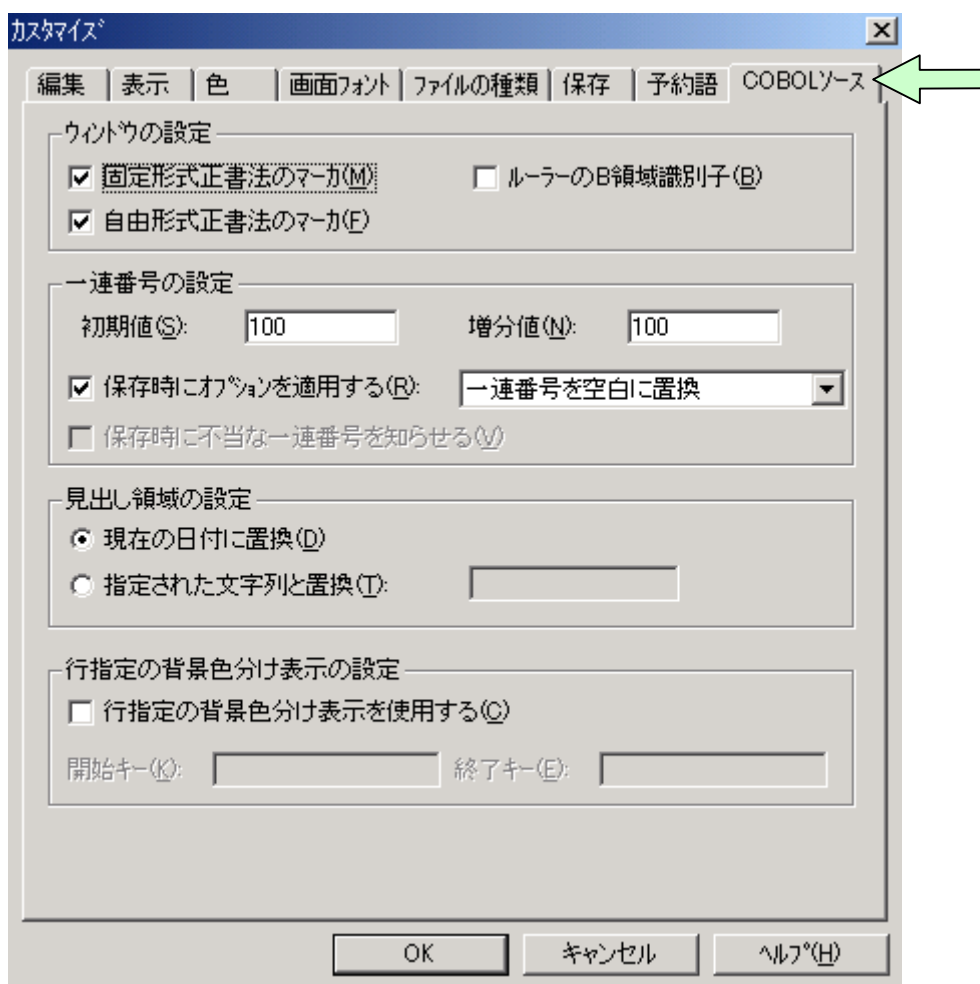 カスタマイズ
編集 表示 色 画面フォント ファイルの種類 保存 予約語 COBOLソース
ウィンドウの設定
固定形式正書法のマーカ(M) ルーラーのB領域識別子(B)
自由形式正書法のマーカ(F)
一連番号の設定
初期値(S): 100 増分値(N): 100
保存時にオプションを適用する(R): 一連番号を空白に置換
保存時に不当な一連番号を知らせる(V)
見出し領域の設定
現在の日付に置換(D)
指定された文字列と置換(T):
行指定の背景色分け表示の設定
行指定の背景色分け表示を使用する(C)
開始キー(K): 終了キー(E):
OK キャンセル ヘルプ(H)